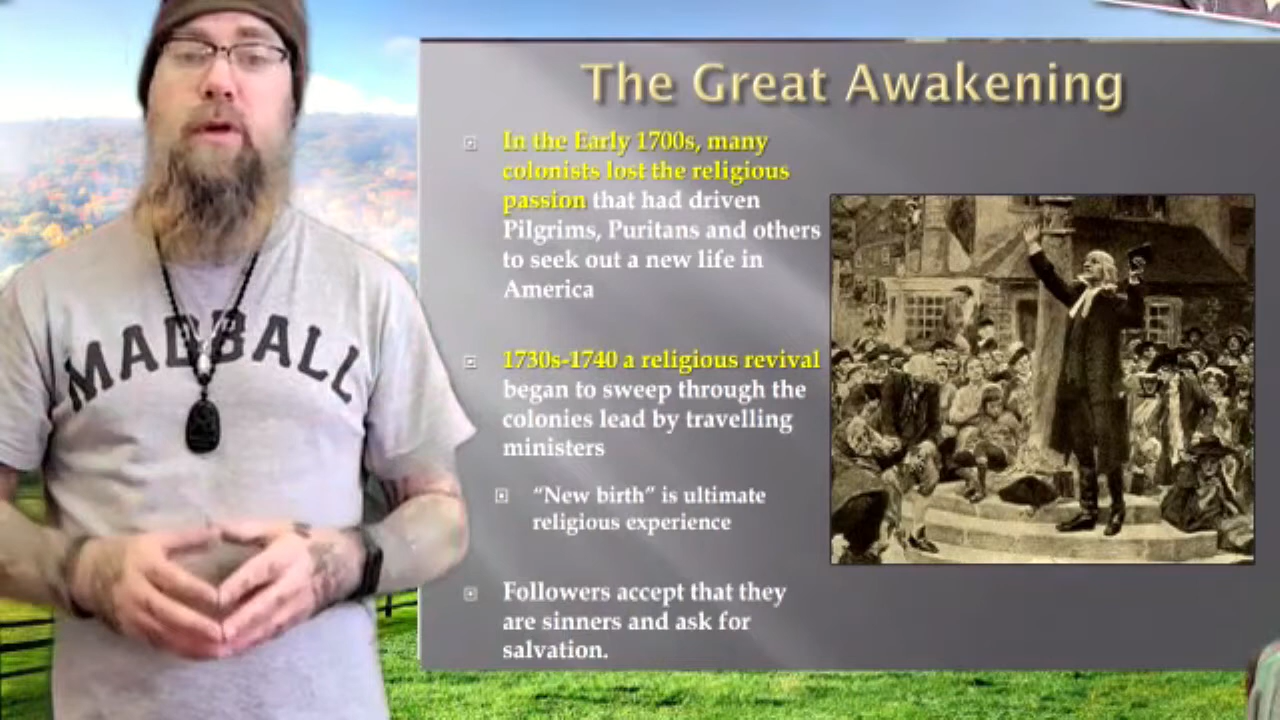 The Great Awakening
In the Early 1700s, many
colonists lost the religious
passion that had driven
Pilgrims, Puritans and others
to seek out a new life in
America
1730s-1740 a religious revival
began to sweep through the
colonies lead by travelling
ministers
"New birth" is ultimate
religious experience
Followers accept that they
are sinners and ask for
salvation.
MADBALL